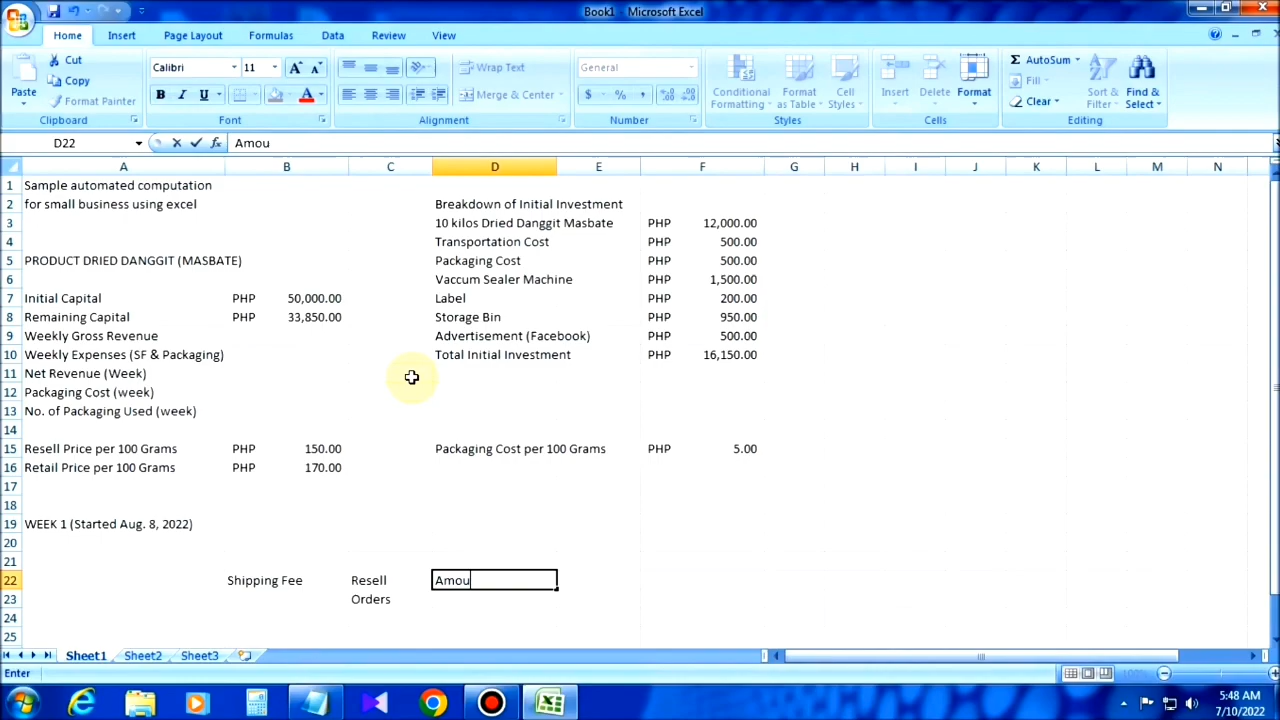 Book1 - Microsoft Excel
Home Insert Page Layout Formulas Data Review View
Paste
Cut
Copy
Format Painter
Clipboard
Calibri 11 A A
B I U A
Font
Wrap Text
Merge & Center
Alignment
General
$ % ,
Number
Conditional Formatting
Format as Table
Cell Styles
Styles
Insert Delete Format
Cells
Σ AutoSum
Fill
Clear
Sort & Filter
Find & Select
Editing
D22 fx Amou
A B C D E F G H I J K L M N
1 Sample automated computation
2 for small business using excel Breakdown of Initial Investment
3 10 kilos Dried Danggit Masbate PHP 12,000.00
4 Transportation Cost PHP 500.00
5 PRODUCT DRIED DANGGIT (MASBATE) Packaging Cost PHP 500.00
6 Vaccum Sealer Machine PHP 1,500.00
7 Initial Capital PHP 50,000.00 Label PHP 200.00
8 Remaining Capital PHP 33,850.00 Storage Bin PHP 950.00
9 Weekly Gross Revenue Advertisement (Facebook) PHP 500.00
10 Weekly Expenses (SF & Packaging) Total Initial Investment PHP 16,150.00
11 Net Revenue (Week)
12 Packaging Cost (week)
13 No. of Packaging Used (week)
14
15 Resell Price per 100 Grams PHP 150.00 Packaging Cost per 100 Grams PHP 5.00
16 Retail Price per 100 Grams PHP 170.00
17
18
19 WEEK 1 (Started Aug. 8, 2022)
20
21
22 Shipping Fee Resell Amou
23 Orders
24
25
Sheet1 Sheet2 Sheet3
Enter 100%
5:48 AM
7/10/2022